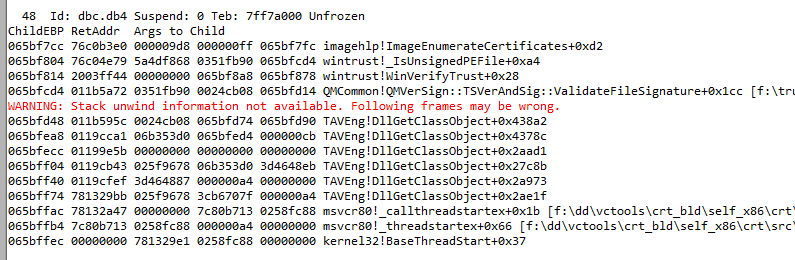 48  Id: dbc.db4 Suspend: 0 Teb: 7ff7a000 Unfrozen
ChildEBP RetAddr  Args to Child
065bf7cc 76c0b3e0 000009d8 000000ff 065bf7fc imagehlp!ImageEnumerateCertificates+0xd2
065bf804 76c04e79 5a4df868 0351fb90 065bfcd4 wintrust!_IsUnsignedPEFile+0xa4
065bf814 2003ff44 00000000 065bf8a8 065bf878 wintrust!WinVerifyTrust+0x28
065bfcd4 011b5a72 0351fb90 0024cb08 065bfd14 QMCommon!QMVerSign::TSVerAndSig::ValidateFileSignature+0x1cc [f:\tru
WARNING: Stack unwind information not available. Following frames may be wrong.
065bfd48 011b595c 0024cb08 065bfd74 065bfd90 TAVEng!DllGetClassObject+0x438a2
065bfea8 0119cca1 06b353d0 065bfed4 000000cb TAVEng!DllGetClassObject+0x4378c
065bfecc 01199e5b 00000000 00000000 00000000 TAVEng!DllGetClassObject+0x2aad1
065bff04 0119cb43 025f9678 06b353d0 3d4648eb TAVEng!DllGetClassObject+0x27c8b
065bff40 0119cfef 3d464887 000000a4 00000000 TAVEng!DllGetClassObject+0x2a973
065bff74 781329bb 025f9678 3cb6707f 000000a4 TAVEng!DllGetClassObject+0x2ae1f
065bffac 78132a47 00000000 7c80b713 0258fc88 msvcr80!_callthreadstartex+0x1b [f:\dd\vctools\crt_bld\self_x86\crt\
065bffb4 7c80b713 0258fc88 000000a4 00000000 msvcr80!_threadstartex+0x66 [f:\dd\vctools\crt_bld\self_x86\crt\src\
065bffec 00000000 781329e1 0258fc88 00000000 kernel32!BaseThreadStart+0x37